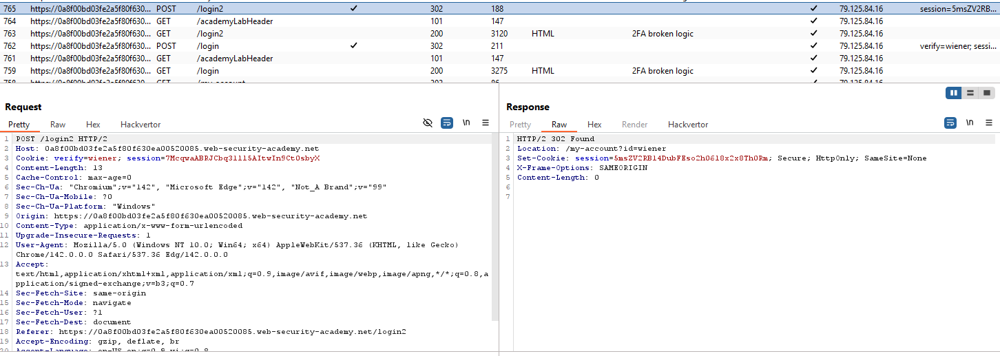 765 https://0a8f00bd03fe2a5f80f630... POST /login2 ✓ 302 188 ✓ 79.125.84.16 session=5msZV2RB...
764 https://0a8f00bd03fe2a5f80f630... GET /academyLabHeader 101 147 ✓ 79.125.84.16
763 https://0a8f00bd03fe2a5f80f630... GET /login2 200 3120 HTML 2FA broken logic ✓ 79.125.84.16
762 https://0a8f00bd03fe2a5f80f630... POST /login ✓ 302 211 ✓ 79.125.84.16 verify=wiener; sessi...
761 https://0a8f00bd03fe2a5f80f630... GET /academyLabHeader 101 147 ✓ 79.125.84.16
759 https://0a8f00bd03fe2a5f80f630... GET /login 200 3275 HTML 2FA broken logic ✓ 79.125.84.16
Request
Pretty Raw Hex Hackvertor \n
1 POST /login2 HTTP/2
2 Host: 0a8f00bd03fe2a5f80f630ea00520085.web-security-academy.net
3 Cookie: verify=wiener; session=7McqwaABRJCbq31ll5AItwIn9CtOsbyX
4 Content-Length: 13
5 Cache-Control: max-age=0
6 Sec-Ch-Ua: "Chromium";v="142", "Microsoft Edge";v="142", "Not_A Brand";v="99"
7 Sec-Ch-Ua-Mobile: ?0
8 Sec-Ch-Ua-Platform: "Windows"
9 Origin: https://0a8f00bd03fe2a5f80f630ea00520085.web-security-academy.net
10 Content-Type: application/x-www-form-urlencoded
11 Upgrade-Insecure-Requests: 1
12 User-Agent: Mozilla/5.0 (Windows NT 10.0; Win64; x64) AppleWebKit/537.36 (KHTML, like Gecko)
Chrome/142.0.0.0 Safari/537.36 Edg/142.0.0.0
13 Accept:
text/html,application/xhtml+xml,application/xml;q=0.9,image/avif,image/webp,image/apng,*/*;q=0.8,a
pplication/signed-exchange;v=b3;q=0.7
14 Sec-Fetch-Site: same-origin
15 Sec-Fetch-Mode: navigate
16 Sec-Fetch-User: ?1
17 Sec-Fetch-Dest: document
18 Referer: https://0a8f00bd03fe2a5f80f630ea00520085.web-security-academy.net/login2
19 Accept-Encoding: gzip, deflate, br
Response
Pretty Raw Hex Render Hackvertor \n
1 HTTP/2 302 Found
2 Location: /my-account?id=wiener
3 Set-Cookie: session=5msZV2RB14DubFEso2h06l8x2x8Th0Rm; Secure; HttpOnly; SameSite=None
4 X-Frame-Options: SAMEORIGIN
5 Content-Length: 0
6
7